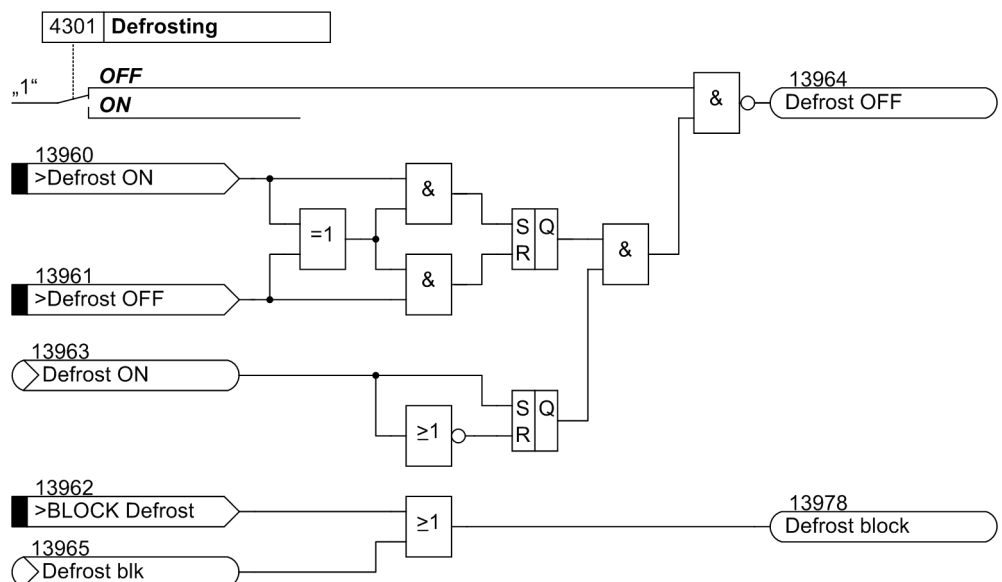 4301 Defrosting
„1“
OFF
ON
&
13964
Defrost OFF
13960
>Defrost ON
&
=1
S Q
R
&
13961
>Defrost OFF
&
13963
Defrost ON
S Q
R
≥1
13962
>BLOCK Defrost
≥1
13978
Defrost block
13965
Defrost blk